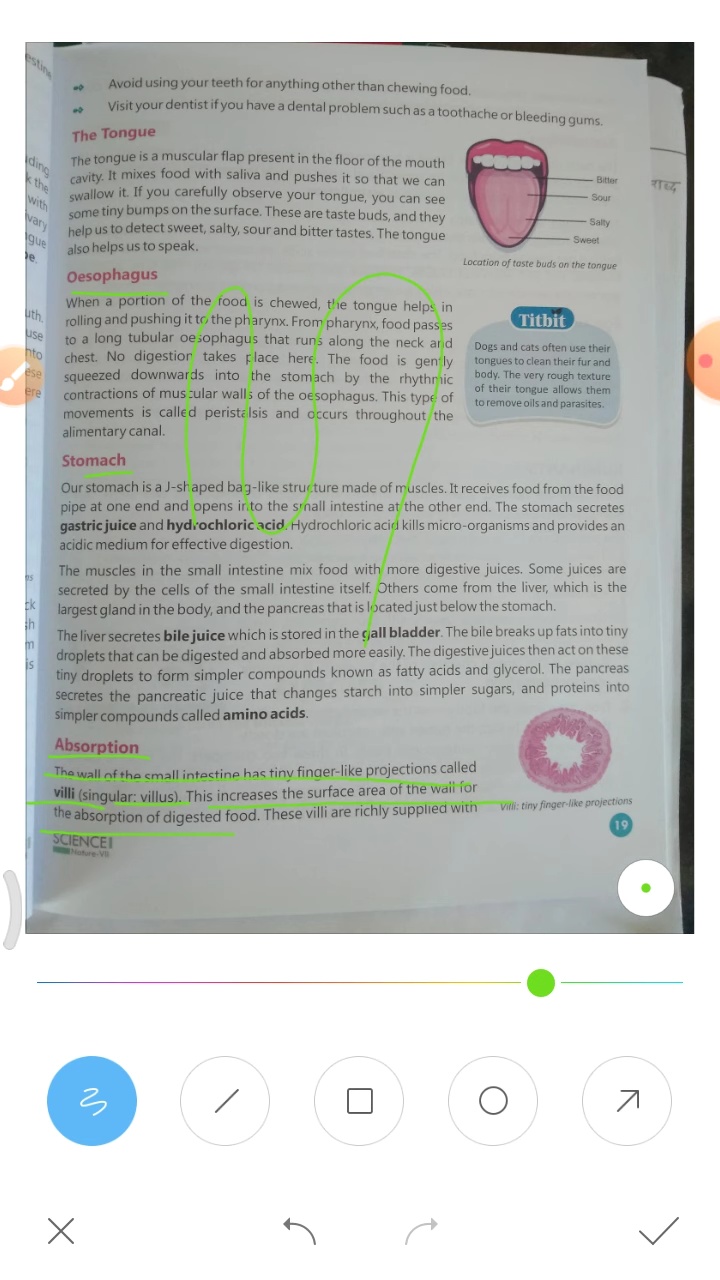 Avoid using your teeth for anything other than chewing food.
Visit your dentist if you have a dental problem such as a toothache or bleeding gums.
The Tongue
The tongue is a muscular flap present in the floor of the mouth
cavity. It mixes food with saliva and pushes it so that we can
swallow it. If you carefully observe your tongue, you can see
some tiny bumps on the surface. These are taste buds, and they
help us to detect sweet, salty, sour and bitter tastes. The tongue
also helps us to speak.
Bitter
Sour
Salty
Sweet
Location of taste buds on the tongue
Oesophagus
When a portion of the food is chewed, the tongue helps in
rolling and pushing it to the pharynx. From pharynx, food passes
to a long tubular oesophagus that runs along the neck and
chest. No digestion takes place here. The food is gently
squeezed downwards into the stomach by the rhythmic
contractions of muscular walls of the oesophagus. This type of
movements is called peristalsis and occurs throughout the
alimentary canal.
Titbit
Dogs and cats often use their
tongues to clean their fur and
body. The very rough texture
of their tongue allows them
to remove oils and parasites.
Stomach
Our stomach is a J-shaped bag-like structure made of muscles. It receives food from the food
pipe at one end and opens into the small intestine at the other end. The stomach secretes
gastric juice and hydrochloric acid. Hydrochloric acid kills micro-organisms and provides an
acidic medium for effective digestion.
The muscles in the small intestine mix food with more digestive juices. Some juices are
secreted by the cells of the small intestine itself. Others come from the liver, which is the
largest gland in the body, and the pancreas that is located just below the stomach.
The liver secretes bile juice which is stored in the gall bladder. The bile breaks up fats into tiny
droplets that can be digested and absorbed more easily. The digestive juices then act on these
tiny droplets to form simpler compounds known as fatty acids and glycerol. The pancreas
secretes the pancreatic juice that changes starch into simpler sugars, and proteins into
simpler compounds called amino acids.
Absorption
The wall of the small intestine has tiny finger-like projections called
villi (singular: villus). This increases the surface area of the wall for
the absorption of digested food. These villi are richly supplied with
Villi: tiny finger-like projections
19
SCIENCE
Nature-VII